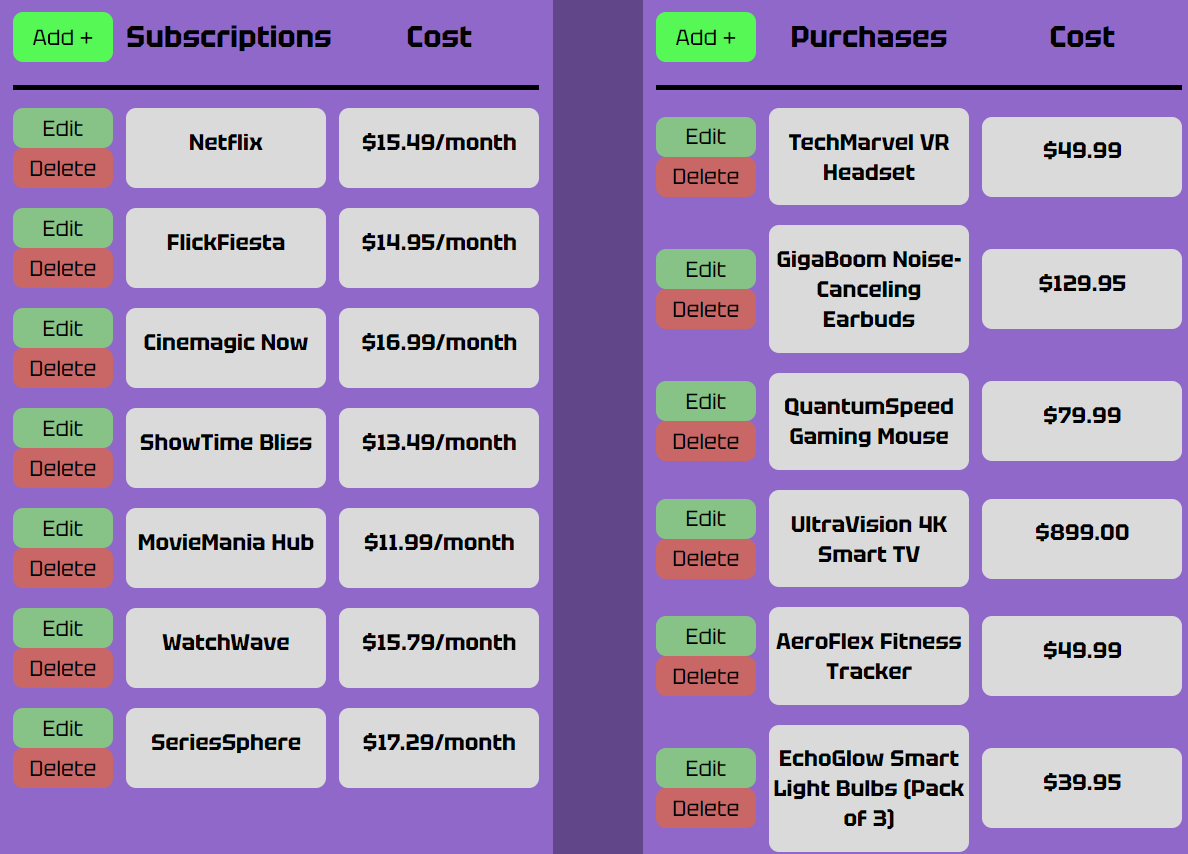 Add +
Subscriptions
Cost
Edit
Delete
Netflix
$15.49/month
Edit
Delete
FlickFiesta
$14.95/month
Edit
Delete
Cinemagic Now
$16.99/month
Edit
Delete
ShowTime Bliss
$13.49/month
Edit
Delete
MovieMania Hub
$11.99/month
Edit
Delete
WatchWave
$15.79/month
Edit
Delete
SeriesSphere
$17.29/month
Add +
Purchases
Cost
Edit
Delete
TechMarvel VR
Headset
$49.99
Edit
Delete
GigaBoom Noise-
Canceling
Earbuds
$129.95
Edit
Delete
QuantumSpeed
Gaming Mouse
$79.99
Edit
Delete
UltraVision 4K
Smart TV
$899.00
Edit
Delete
AeroFlex Fitness
Tracker
$49.99
Edit
Delete
EchoGlow Smart
Light Bulbs (Pack
of 3)
$39.95